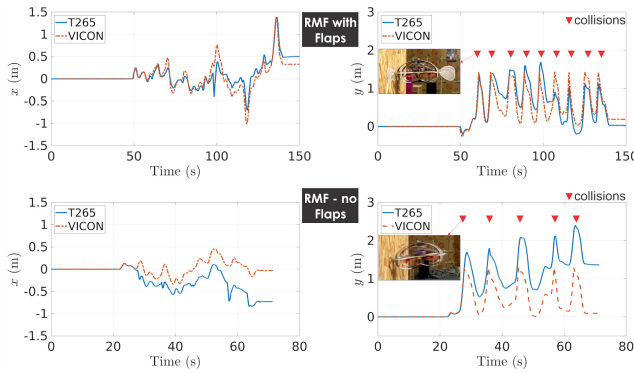 T265
VICON
x (m)
1.5
1
0.5
0
-0.5
-1
-1.5
0
50
100
150
Time (s)
RMF with
Flaps
collisions
T265
VICON
y (m)
3
2
1
0
0
50
100
150
Time (s)
T265
VICON
x (m)
1.5
1
0.5
0
-0.5
-1
-1.5
0
20
40
60
80
Time (s)
RMF - no
Flaps
collisions
T265
VICON
y (m)
3
2
1
0
0
20
40
60
80
Time (s)